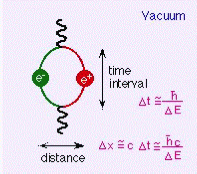 Vacuum
e⁻
e⁺
time
interval
Δt ≅ ħ/ΔE
distance
Δx ≅ c Δt ≅ ħc/ΔE